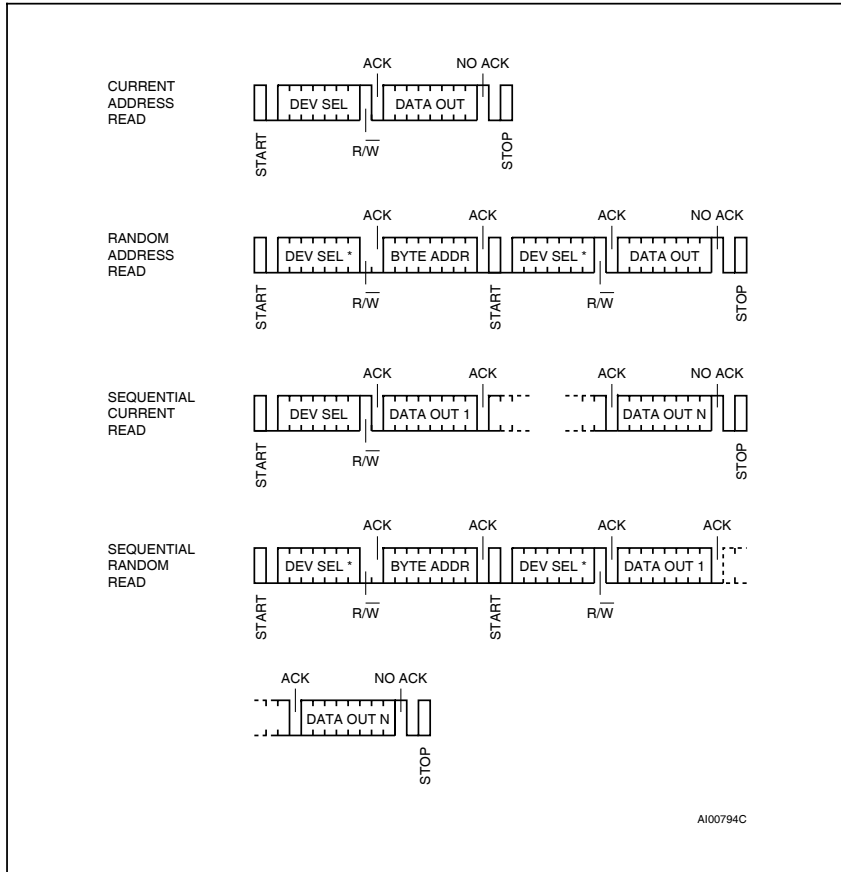 ACK NO ACK
CURRENT
ADDRESS
READ
DEV SEL DATA OUT
START R/W STOP
ACK ACK ACK NO ACK
RANDOM
ADDRESS
READ
DEV SEL * BYTE ADDR DEV SEL * DATA OUT
START R/W START R/W STOP
ACK ACK ACK NO ACK
SEQUENTIAL
CURRENT
READ
DEV SEL DATA OUT 1 DATA OUT N
START R/W STOP
ACK ACK ACK ACK
SEQUENTIAL
RANDOM
READ
DEV SEL * BYTE ADDR DEV SEL * DATA OUT 1
START R/W START R/W
ACK NO ACK
DATA OUT N
STOP
AI00794C